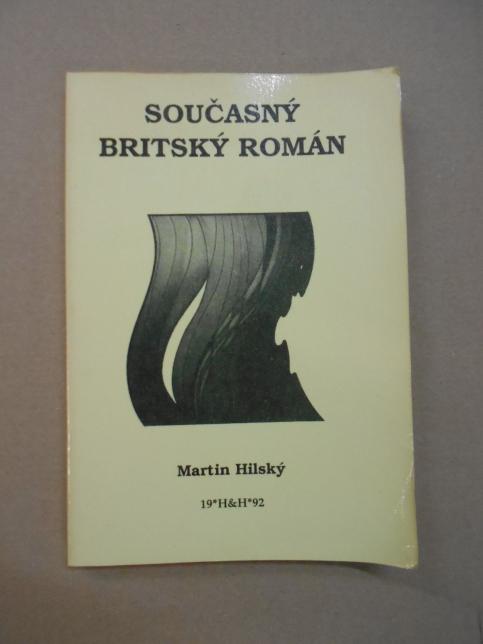 SOUČASNÝ
BRITSKÝ ROMÁN
Martin Hilský
19*H&H*92